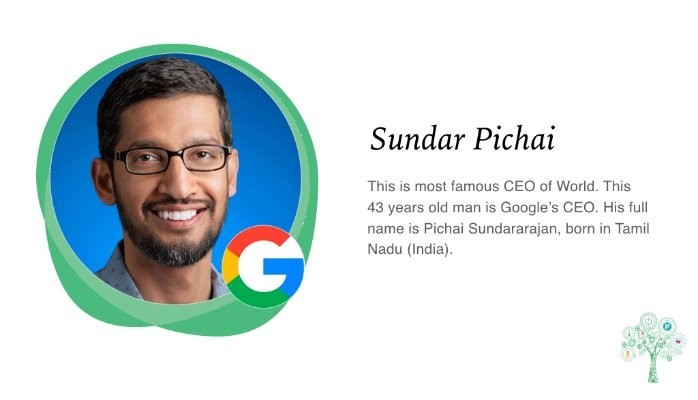 Sundar Pichai
This is most famous CEO of World. This
43 years old man is Google’s CEO. His full
name is Pichai Sundararajan, born in Tamil
Nadu (India).
G